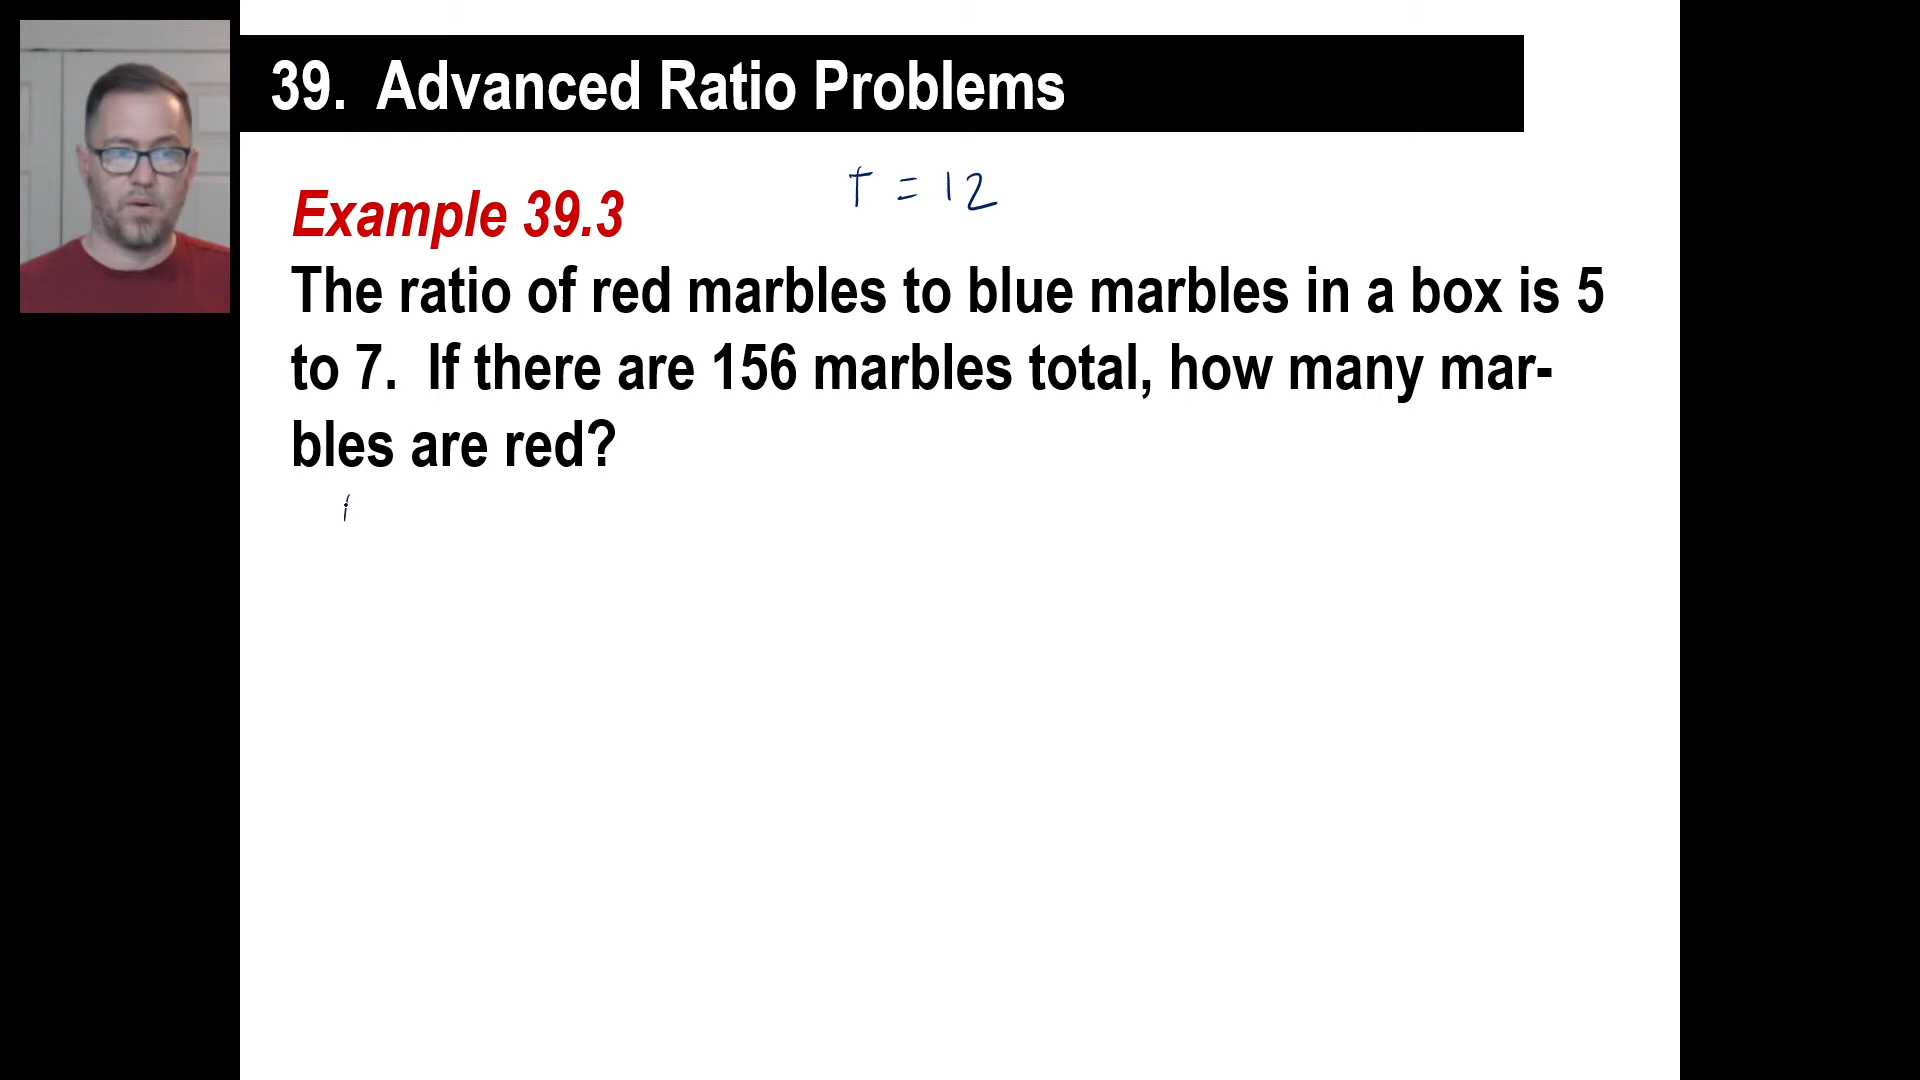 39. Advanced Ratio Problems
T = 12
Example 39.3
The ratio of red marbles to blue marbles in a box is 5
to 7. If there are 156 marbles total, how many mar-
bles are red?